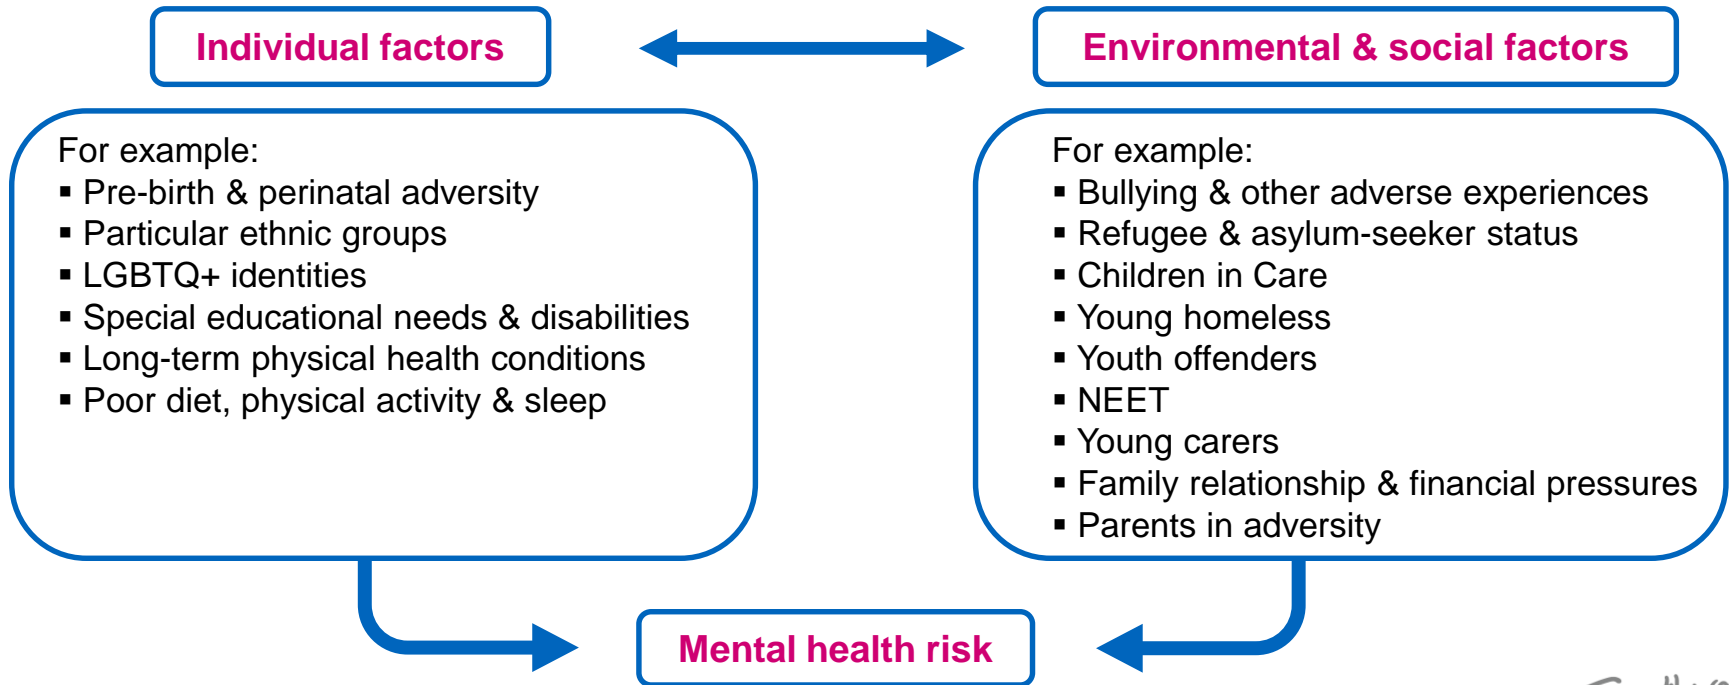 Individual factors
Environmental & social factors
For example:
▪ Pre-birth & perinatal adversity
▪ Particular ethnic groups
▪ LGBTQ+ identities
▪ Special educational needs & disabilities
▪ Long-term physical health conditions
▪ Poor diet, physical activity & sleep
For example:
▪ Bullying & other adverse experiences
▪ Refugee & asylum-seeker status
▪ Children in Care
▪ Young homeless
▪ Youth offenders
▪ NEET
▪ Young carers
▪ Family relationship & financial pressures
▪ Parents in adversity
Mental health risk